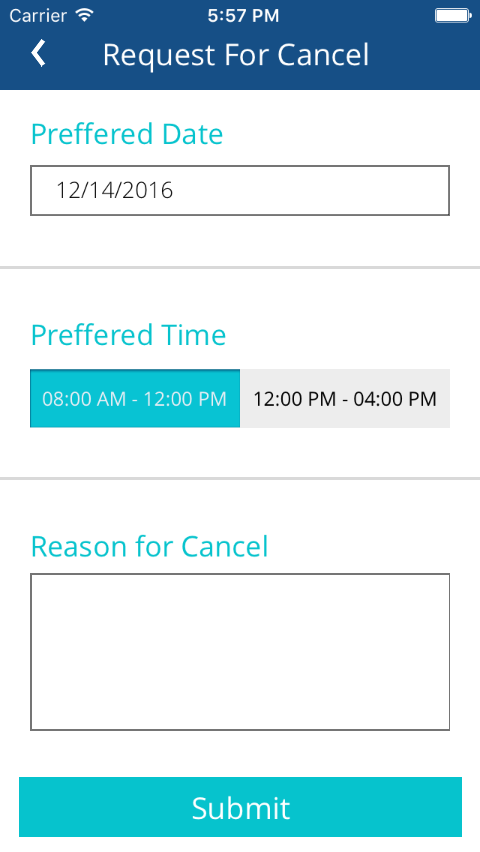 Carrier 5:57 PM
Request For Cancel
Preffered Date
12/14/2016
Preffered Time
08:00 AM - 12:00 PM 12:00 PM - 04:00 PM
Reason for Cancel
Submit